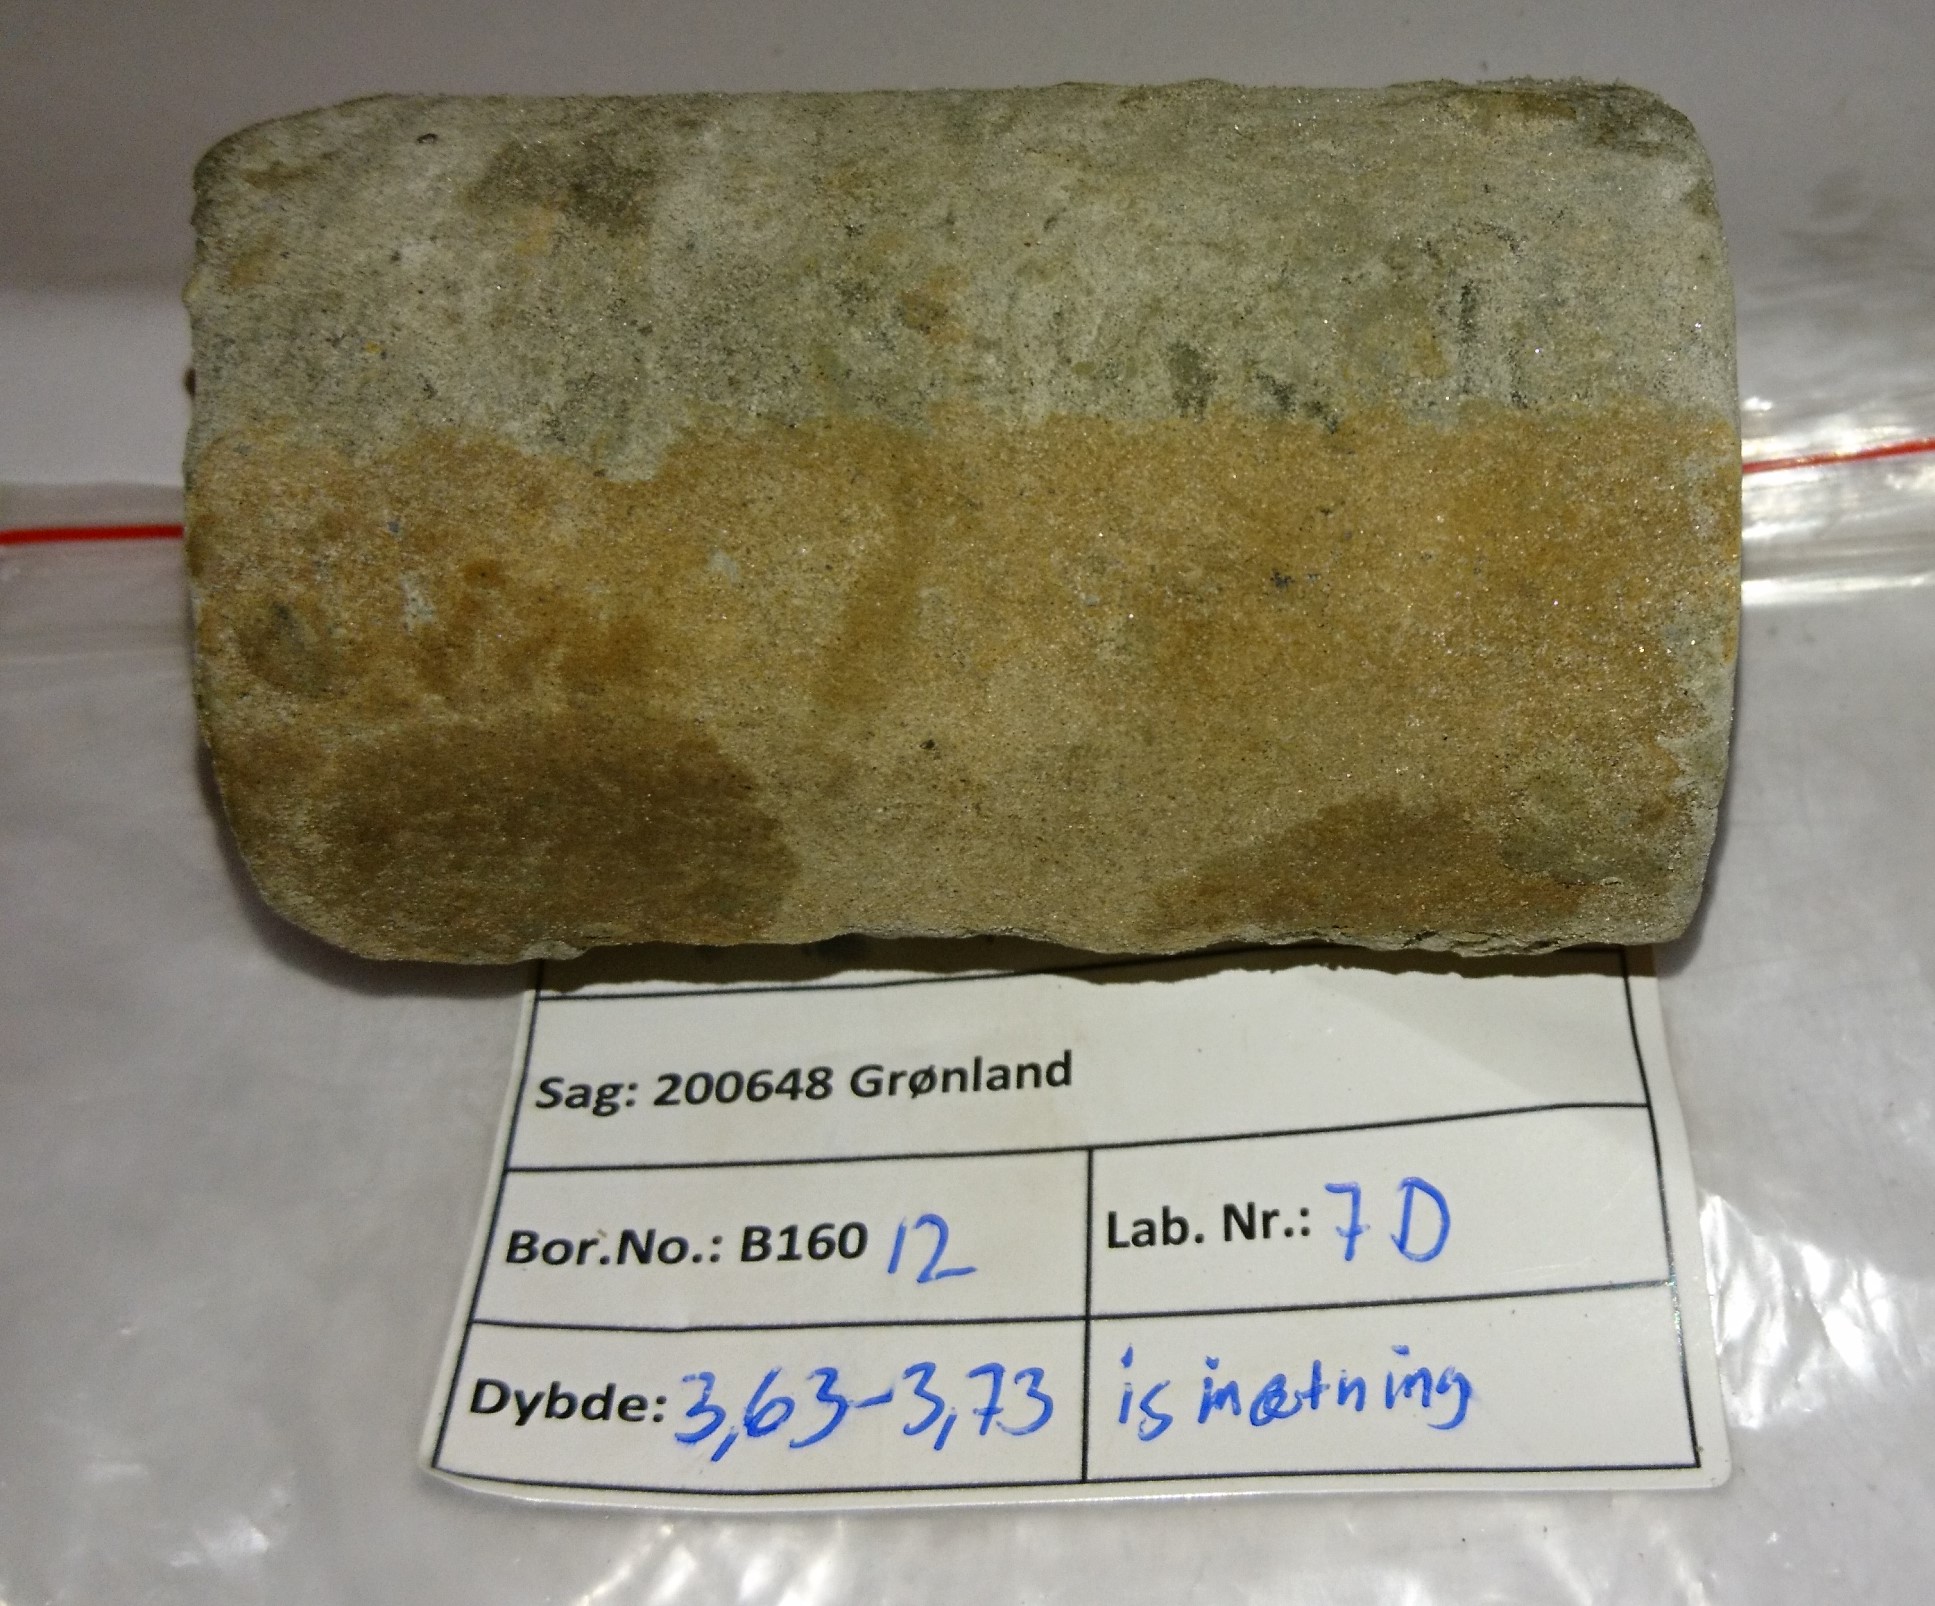 Sag: 200648 Grønland
Bor.No.: B160 12
Lab. Nr.: 7D
Dybde: 3,63-3,73
is mætning